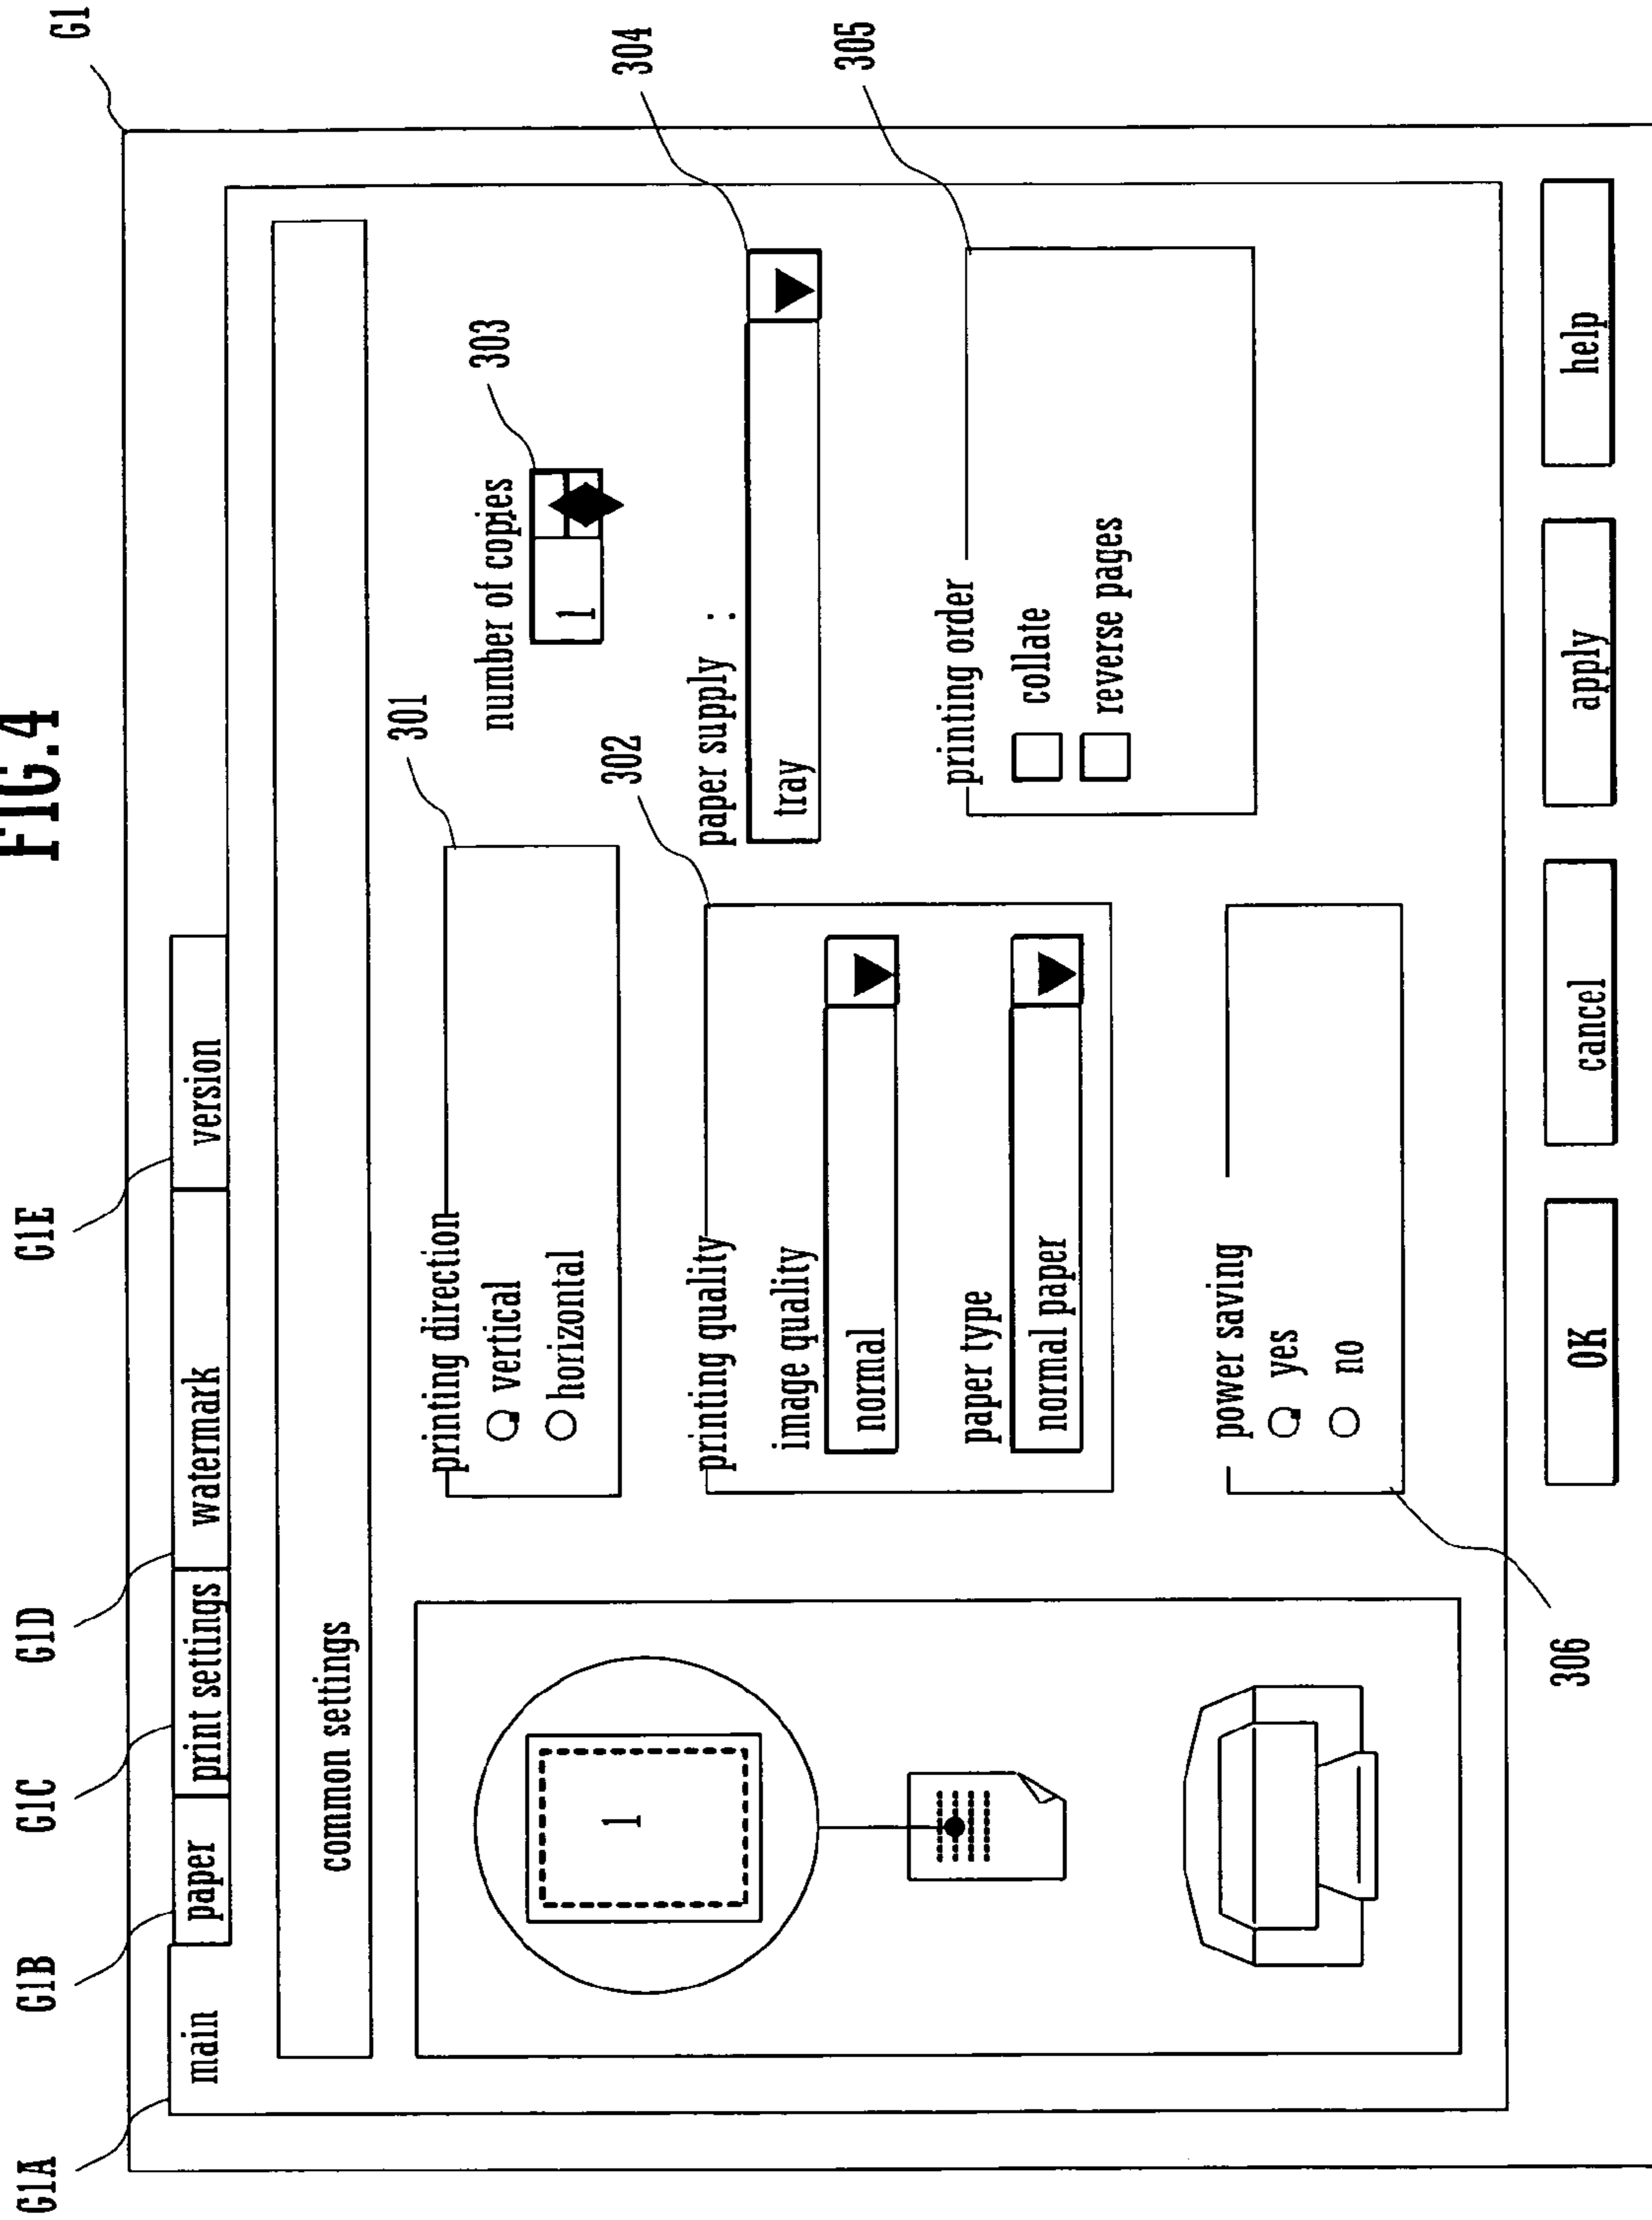 FIG.4
G1
G1A
G1B
G1C
G1D
G1E
main
paper
print settings
watermark
version
common settings
301
printing direction
vertical
horizontal
303
number of copies
1
1
302
printing quality
image quality
normal
paper type
normal paper
304
paper supply :
tray
305
printing order
collate
reverse pages
power saving
yes
no
306
OK
cancel
apply
help